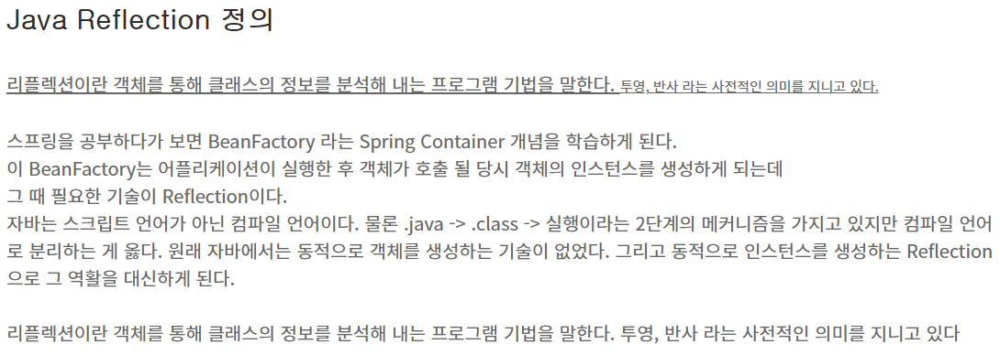 Java Reflection 정의
리플렉션이란 객체를 통해 클래스의 정보를 분석해 내는 프로그램 기법을 말한다. 투영, 반사 라는 사전적인 의미를 지니고 있다.
스프링을 공부하다가 보면 BeanFactory 라는 Spring Container 개념을 학습하게 된다.
이 BeanFactory는 어플리케이션이 실행한 후 객체가 호출 될 당시 객체의 인스턴스를 생성하게 되는데
그 때 필요한 기술이 Reflection이다.
자바는 스크립트 언어가 아닌 컴파일 언어이다. 물론 .java -> .class -> 실행이라는 2단계의 메커니즘을 가지고 있지만 컴파일 언어
로 분리하는 게 옳다. 원래 자바에서는 동적으로 객체를 생성하는 기술이 없었다. 그리고 동적으로 인스턴스를 생성하는 Reflection
으로 그 역활을 대신하게 된다.
리플렉션이란 객체를 통해 클래스의 정보를 분석해 내는 프로그램 기법을 말한다. 투영, 반사 라는 사전적인 의미를 지니고 있다